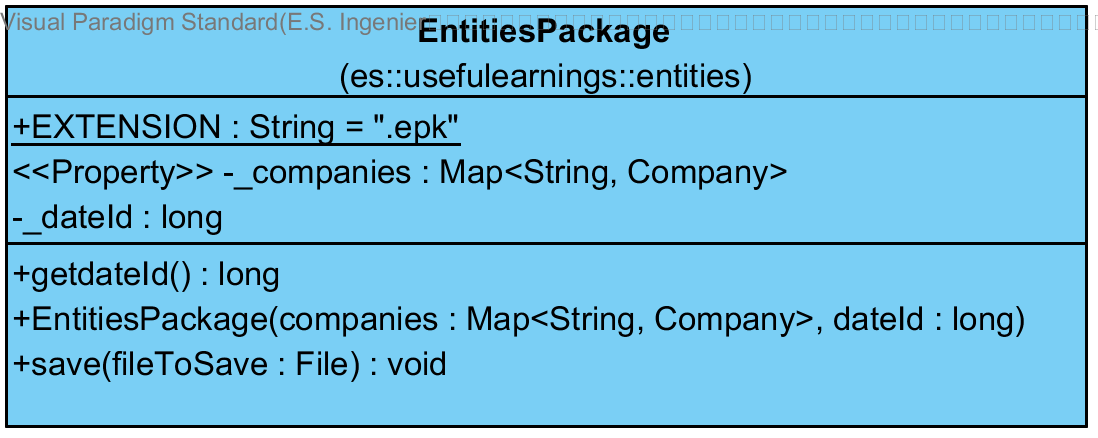 Visual Paradigm Standard(E.S. Ingenier
EntitiesPackage
(es::usefulearnings::entities)
+EXTENSION : String = ".epk"
<<Property>> -_companies : Map<String, Company>
-_dateId : long
+getdateId() : long
+EntitiesPackage(companies : Map<String, Company>, dateId : long)
+save(fileToSave : File) : void